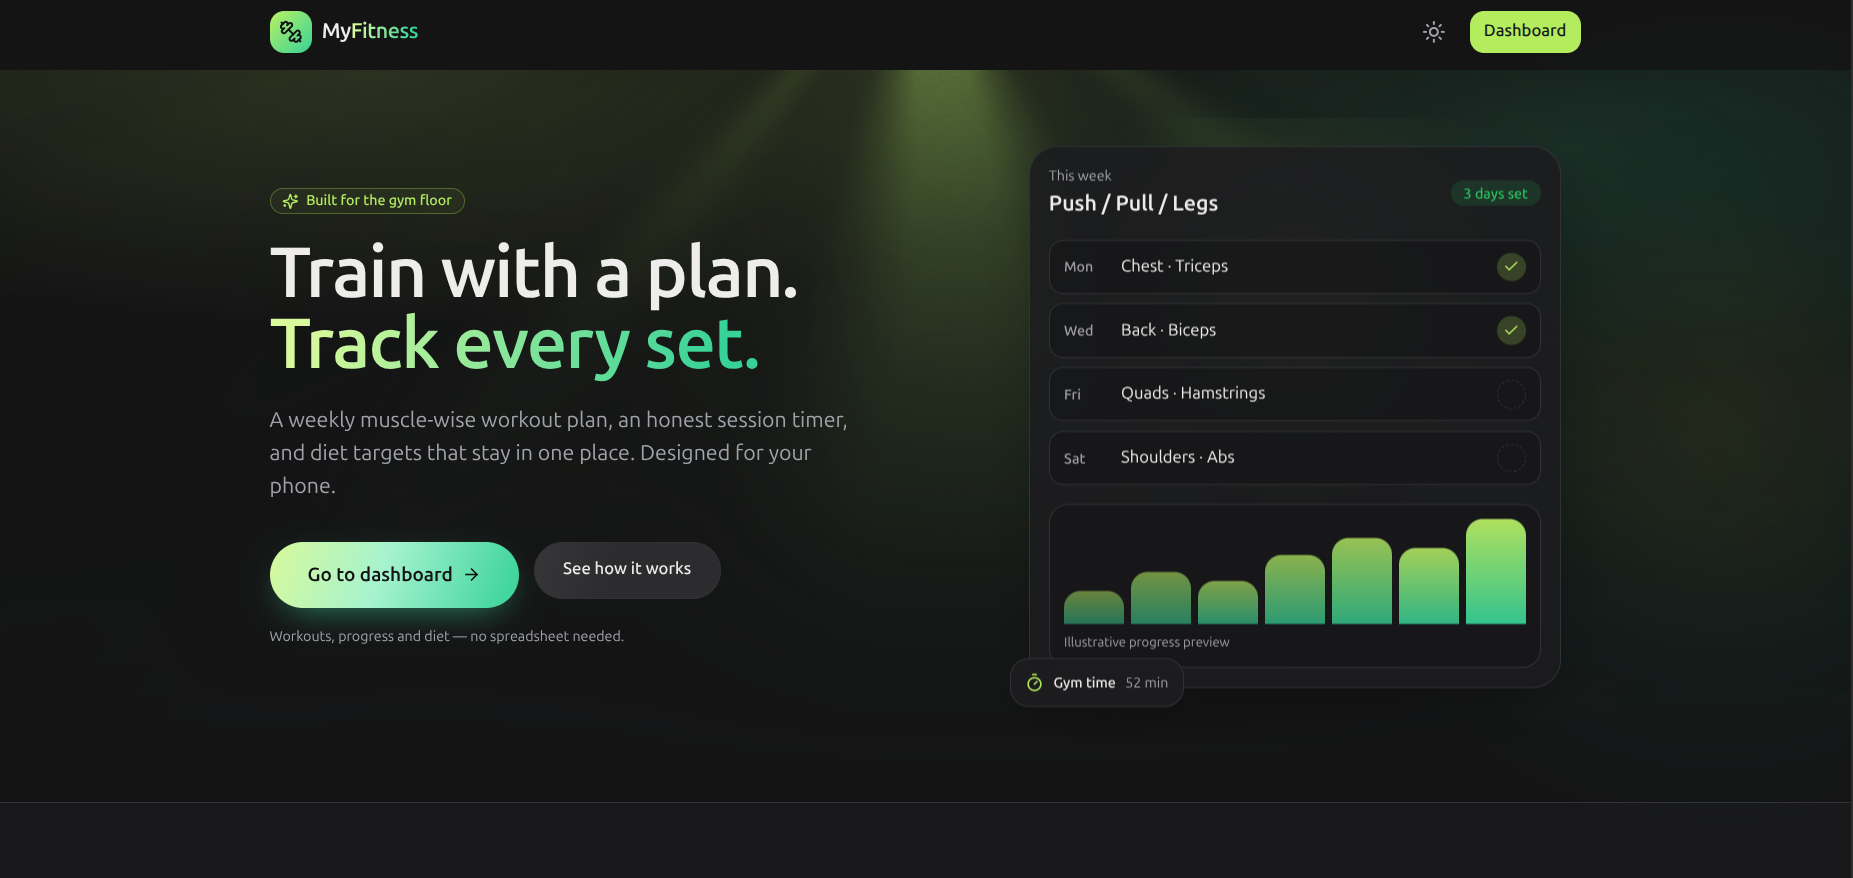 MyFitness
Dashboard
Built for the gym floor
Train with a plan.
Track every set.
A weekly muscle-wise workout plan, an honest session timer,
and diet targets that stay in one place. Designed for your
phone.
Go to dashboard
See how it works
Workouts, progress and diet — no spreadsheet needed.
This week
Push / Pull / Legs
3 days set
Mon Chest · Triceps
Wed Back · Biceps
Fri Quads · Hamstrings
Sat Shoulders · Abs
Illustrative progress preview
Gym time 52 min